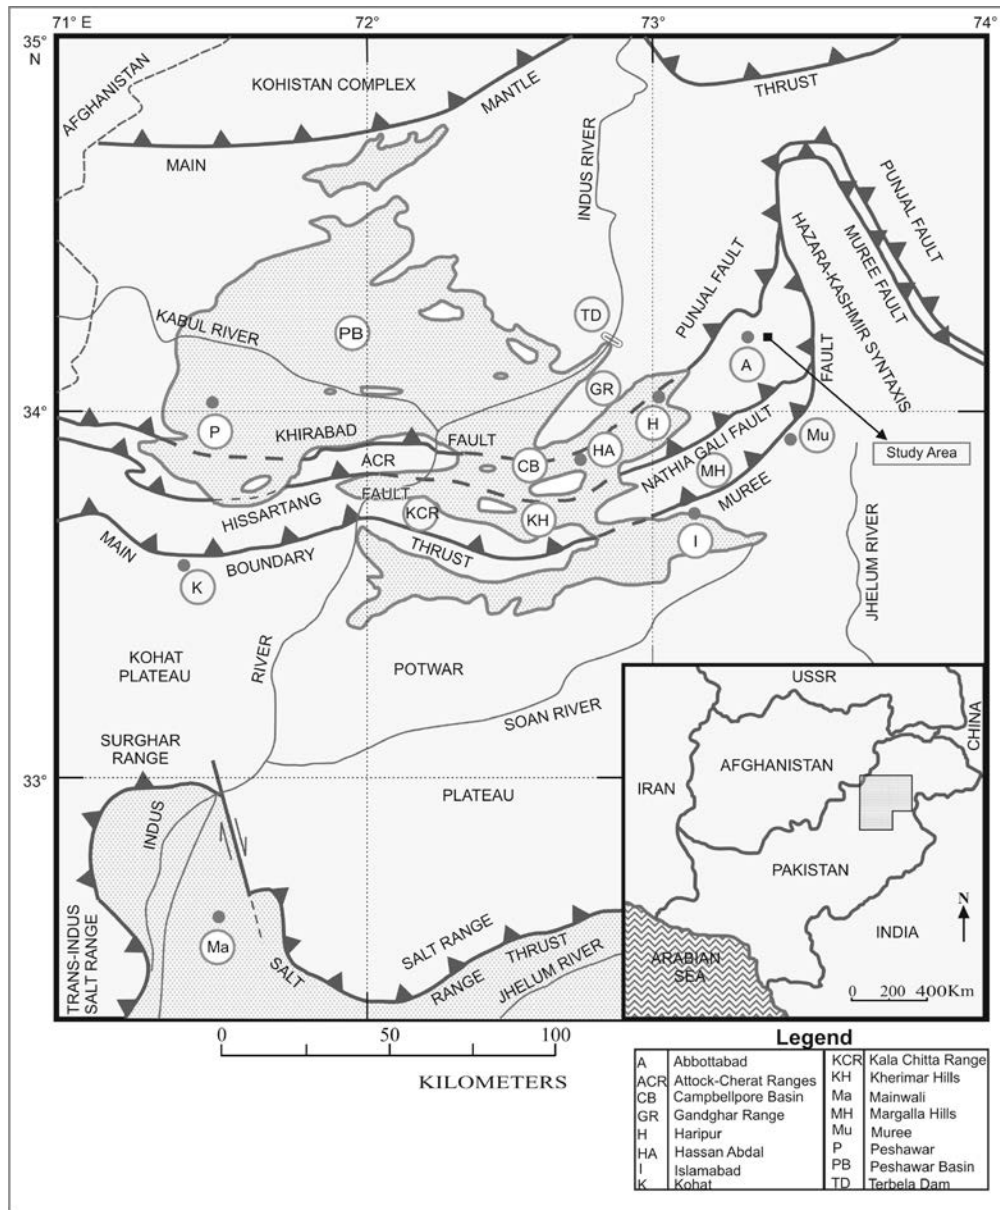 71° E
72°
73°
74°
35°
N
AFGHANISTAN
KOHISTAN COMPLEX
MAIN
MANTLE
THRUST
INDUS RIVER
PUNJAL FAULT
MUREE FAULT
HAZARA-KASHMIR SYNTAXIS
PUNJAL FAULT
FAULT
KABUL RIVER
PB
TD
A
GR
34°
P
KHIRABAD
FAULT
H
Mu
ACR
CB
HA
NATHIA GALI FAULT
MH
Study Area
HISSARTANG
FAULT
KCR
KH
MUREE
I
MAIN
BOUNDARY
THRUST
K
JHELUM RIVER
KOHAT
PLATEAU
RIVER
POTWAR
SOAN RIVER
SURGHAR
RANGE
33°
PLATEAU
INDUS
TRANS-INDUS
SALT RANGE
Ma
SALT
SALT RANGE
RANGE
THRUST
JHELUM RIVER
USSR
CHINA
IRAN
AFGHANISTAN
PAKISTAN
N
INDIA
ARABIAN
SEA
0 200 400Km
0 50 100
KILOMETERS
Legend
A Abbottabad
ACR Attock-Cherat Ranges
CB Campbellpore Basin
GR Gandghar Range
H Haripur
HA Hassan Abdal
I Islamabad
K Kohat
KCR Kala Chitta Range
KH Kherimar Hills
Ma Mainwali
MH Margalla Hills
Mu Muree
P Peshawar
PB Peshawar Basin
TD Terbela Dam